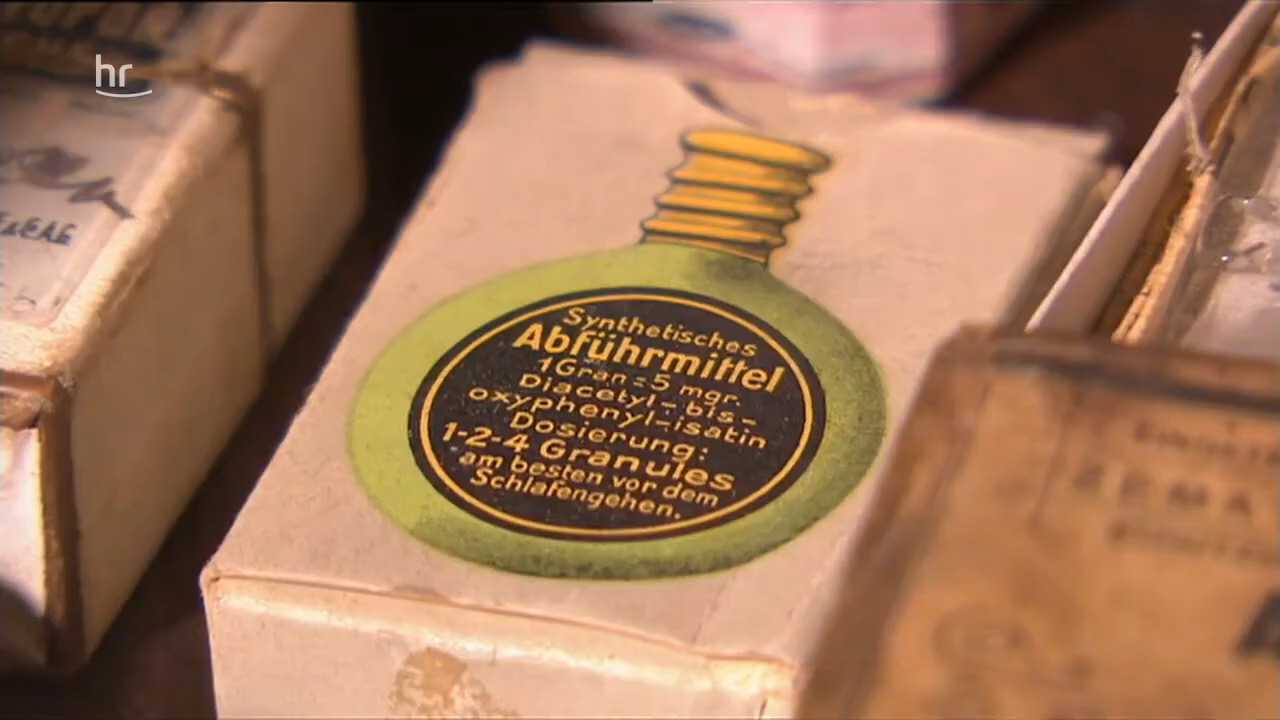 hr
Synthetisches
Abführmittel
1 Gran = 5 mgr.
Diacetyl-bis-
oxyphenyl-isatin
Dosierung:
1-2-4 Granules
am besten vor dem
Schlafengehen.